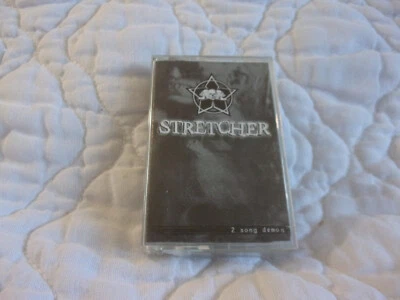 STRETCHER
2 song demo